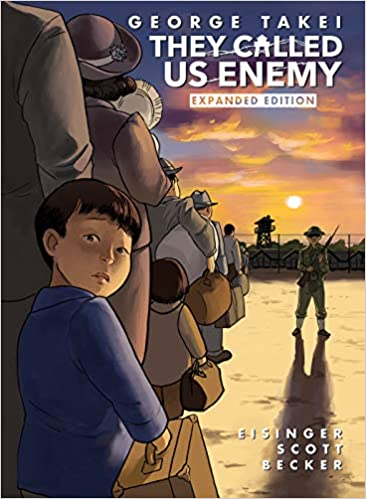 GEORGE TAKEI
THEY CALLED
US ENEMY
EXPANDED EDITION
EISINGER
SCOTT
BECKER